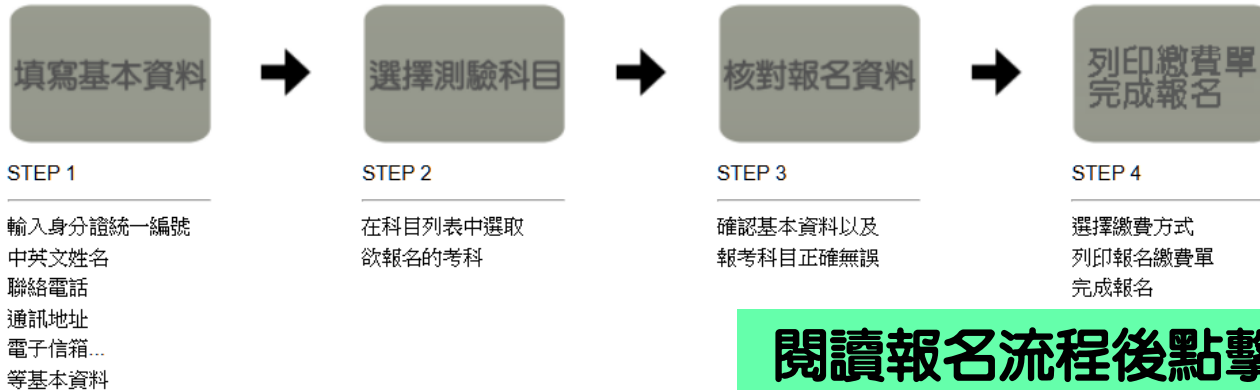 填寫基本資料
選擇測驗科目
核對報名資料
列印繳費單
完成報名
STEP 1
輸入身分證統一編號
中英文姓名
聯絡電話
通訊地址
電子信箱...
等基本資料
STEP 2
在科目列表中選取
欲報名的考科
STEP 3
確認基本資料以及
報考科目正確無誤
STEP 4
選擇繳費方式
列印報名繳費單
完成報名
閱讀報名流程後點擊